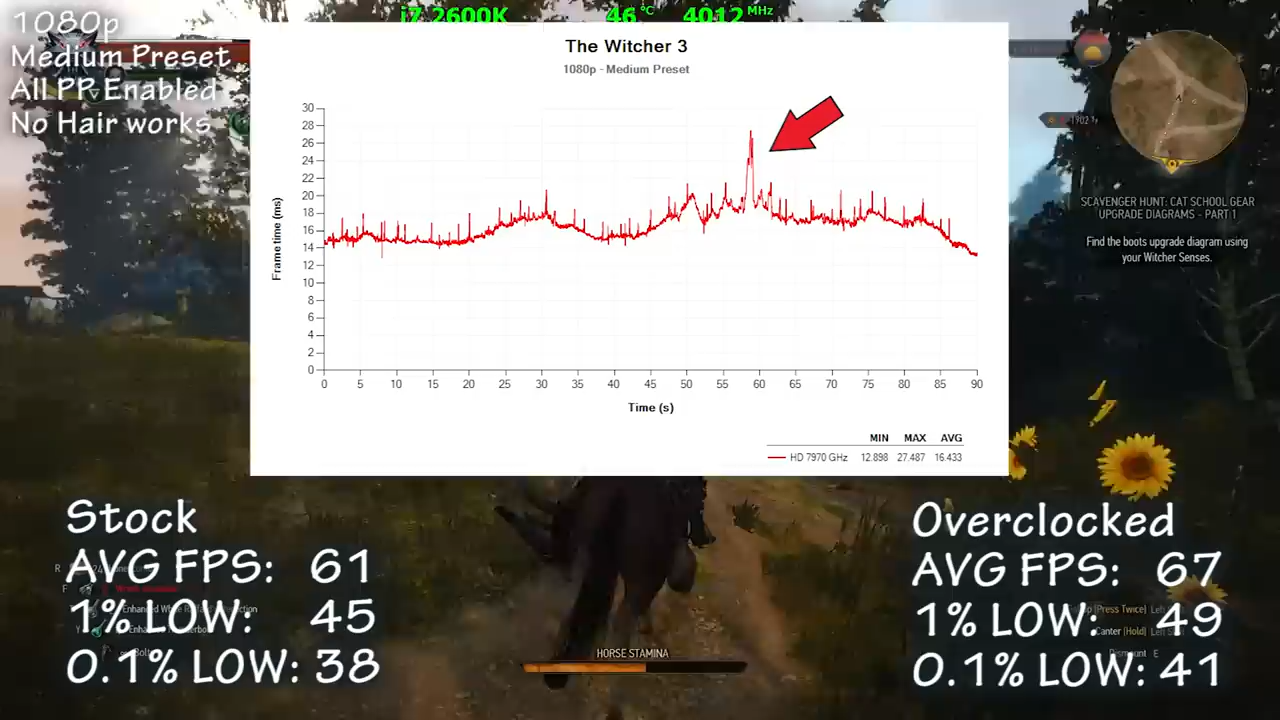 i7 2600K 46 °C 4012 MHz
1080p
Medium Preset
All PP Enabled
No Hair works
The Witcher 3
1080p - Medium Preset
Frame time (ms)
30
28
26
24
22
20
18
16
14
12
10
8
6
4
2
0
0 5 10 15 20 25 30 35 40 45 50 55 60 65 70 75 80 85 90
Time (s)
MIN MAX AVG
HD 7970 GHz 12.898 27.487 16.433
SCAVENGER HUNT: CAT SCHOOL GEAR
UPGRADE DIAGRAMS - PART 1
Find the boots upgrade diagram using
your Witcher Senses.
Stock
AVG FPS: 61
1% LOW: 45
0.1% LOW: 38
Overclocked
AVG FPS: 67
1% LOW: 49
0.1% LOW: 41
[Press Twice]
Canter [Hold]
Dismount E
HORSE STAMINA